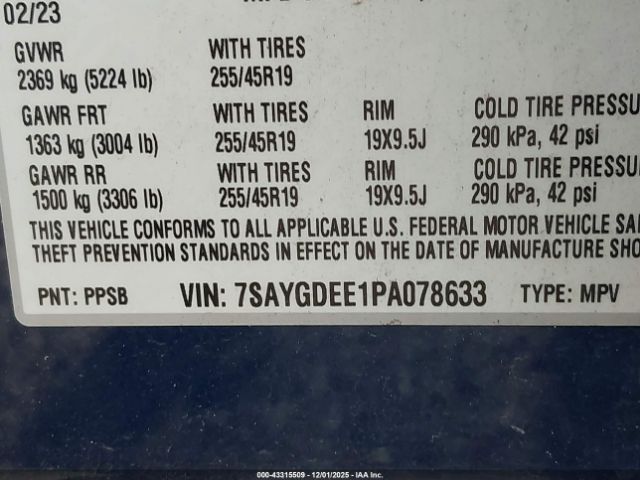 02/23
GVWR WITH TIRES
2369 kg (5224 lb) 255/45R19
GAWR FRT WITH TIRES RIM COLD TIRE PRESSU
1363 kg (3004 lb) 255/45R19 19X9.5J 290 kPa, 42 psi
GAWR RR WITH TIRES RIM COLD TIRE PRESSU
1500 kg (3306 lb) 255/45R19 19X9.5J 290 kPa, 42 psi
THIS VEHICLE CONFORMS TO ALL APPLICABLE U.S. FEDERAL MOTOR VEHICLE SA
THEFT PREVENTION STANDARDS IN EFFECT ON THE DATE OF MANUFACTURE SHO
PNT: PPSB VIN: 7SAYGDEE1PA078633 TYPE: MPV
000-43315509 - 12/01/2025 - IAA Inc.